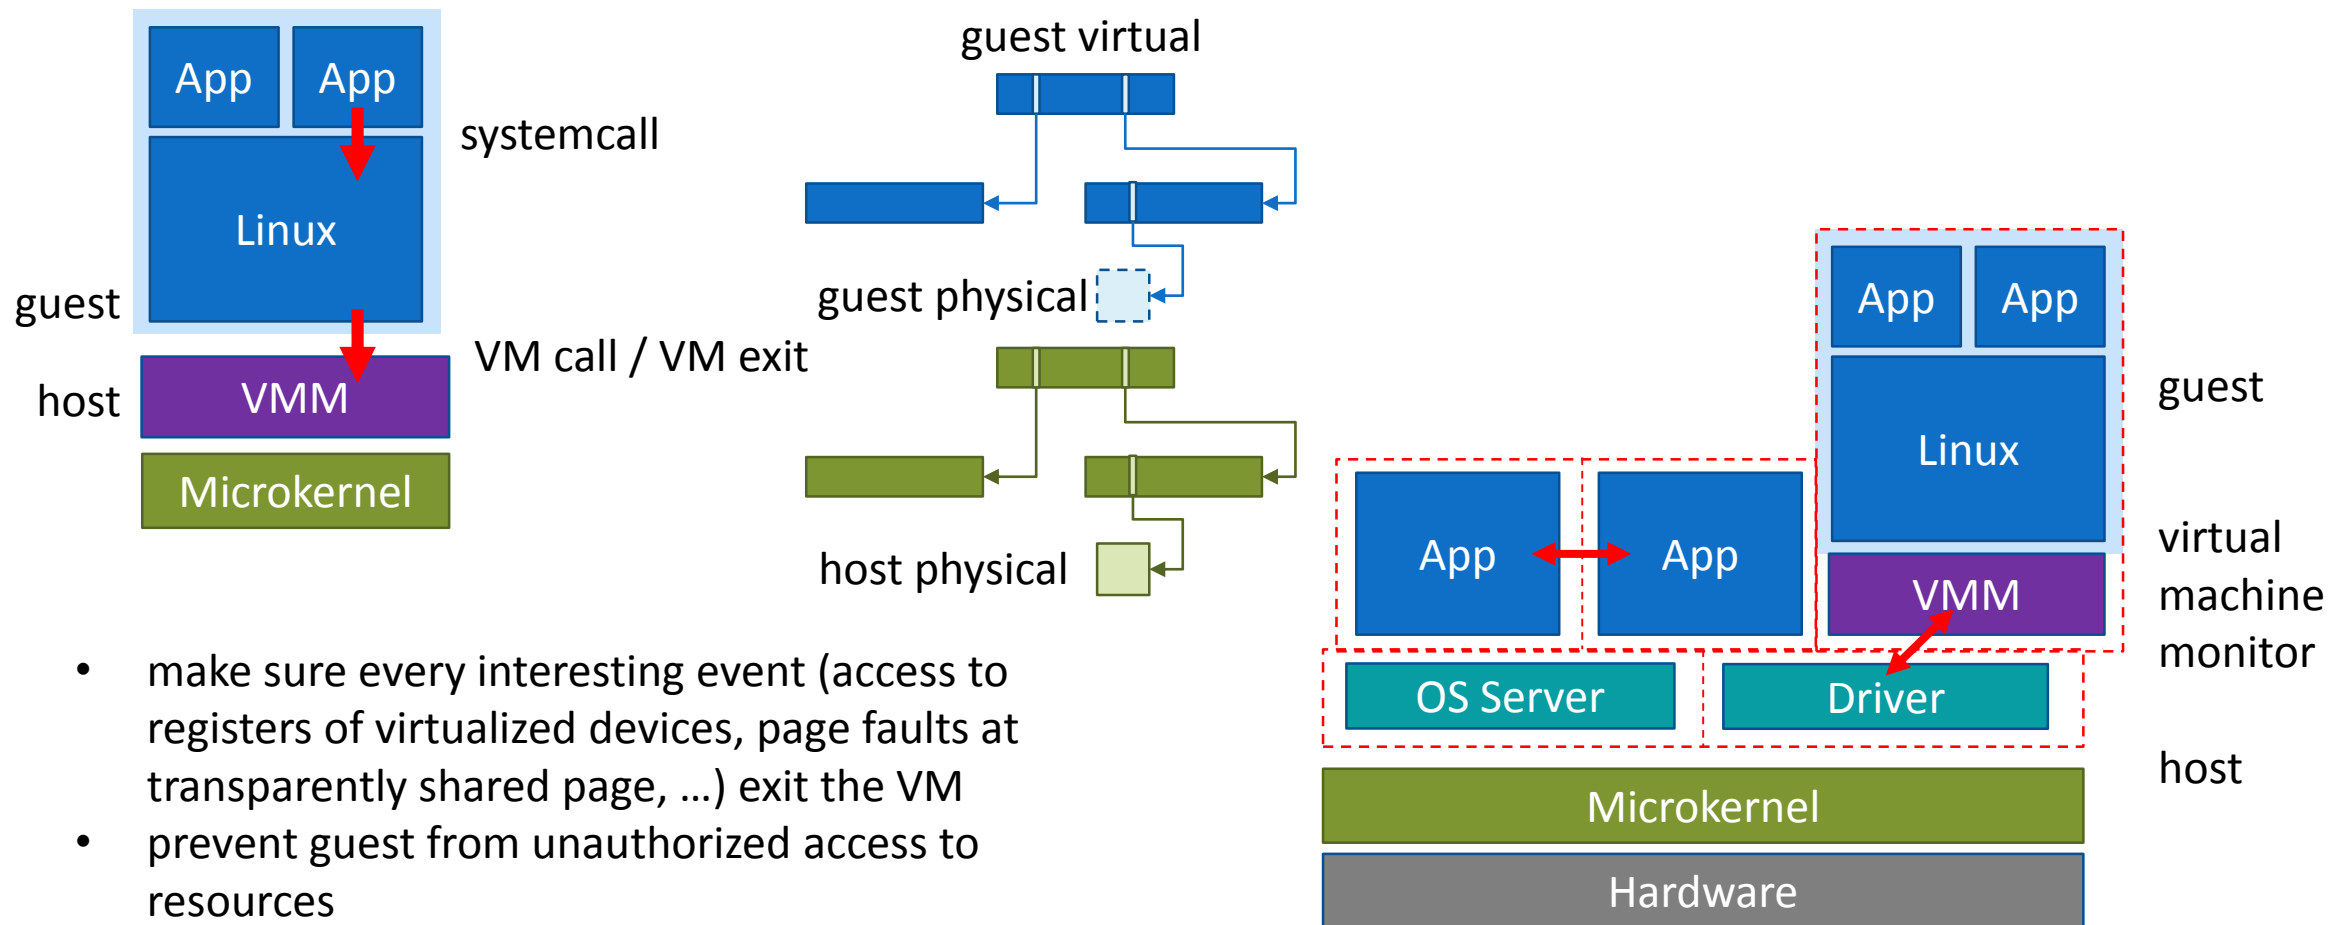 App App
systemcall
Linux
guest
VM call / VM exit
host
VMM
Microkernel
guest virtual
guest physical
host physical
• make sure every interesting event (access to
registers of virtualized devices, page faults at
transparently shared page, …) exit the VM
• prevent guest from unauthorized access to
resources
App App
guest
Linux
App App
virtual
machine
monitor
VMM
OS Server Driver
host
Microkernel
Hardware